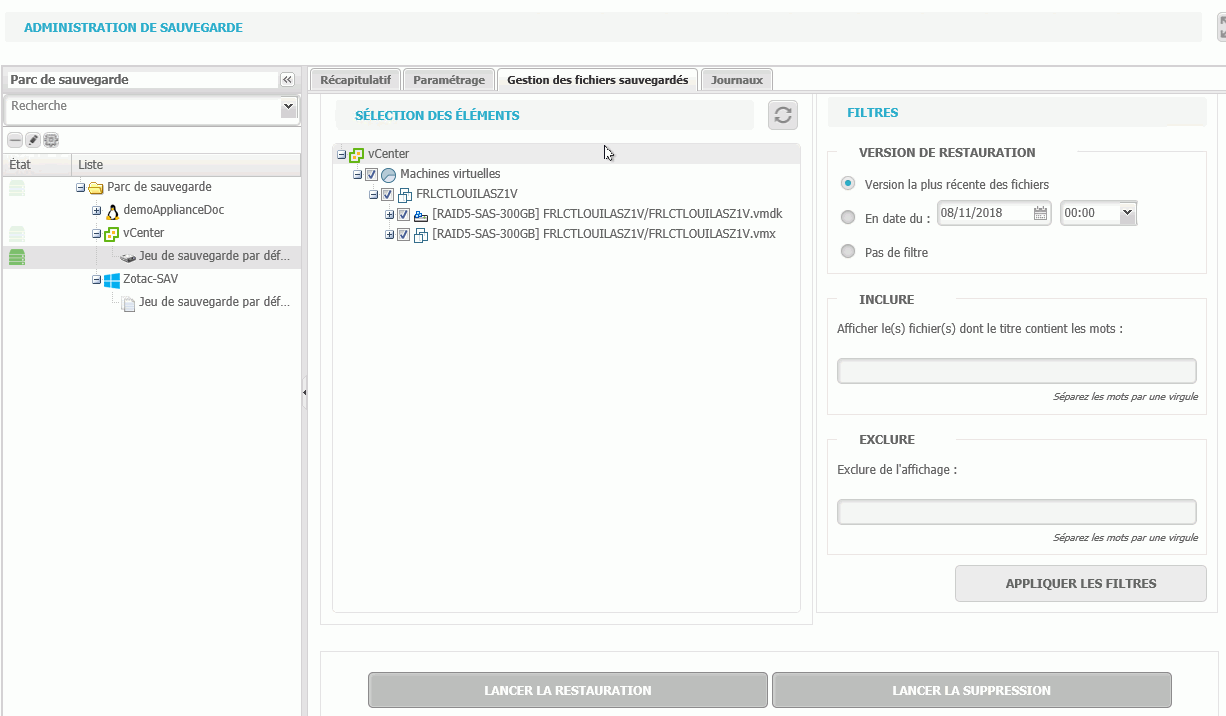 ADMINISTRATION DE SAUVEGARDE
Parc de sauvegarde
Recherche
État Liste
Parc de sauvegarde
demoApplianceDoc
vCenter
Jeu de sauvegarde par déf...
Zotac-SAV
Jeu de sauvegarde par déf...
Récapitulatif Paramétrage Gestion des fichiers sauvegardés Journaux
SÉLECTION DES ÉLÉMENTS
vCenter
Machines virtuelles
FRLCTLOUILASZ1V
[RAID5-SAS-300GB] FRLCTLOUILASZ1V/FRLCTLOUILASZ1V.vmdk
[RAID5-SAS-300GB] FRLCTLOUILASZ1V/FRLCTLOUILASZ1V.vmx
FILTRES
VERSION DE RESTAURATION
Version la plus récente des fichiers
En date du : 08/11/2018 00:00
Pas de filtre
INCLURE
Afficher le(s) fichier(s) dont le titre contient les mots :
Séparez les mots par une virgule
EXCLURE
Exclure de l'affichage :
Séparez les mots par une virgule
APPLIQUER LES FILTRES
LANCER LA RESTAURATION LANCER LA SUPPRESSION